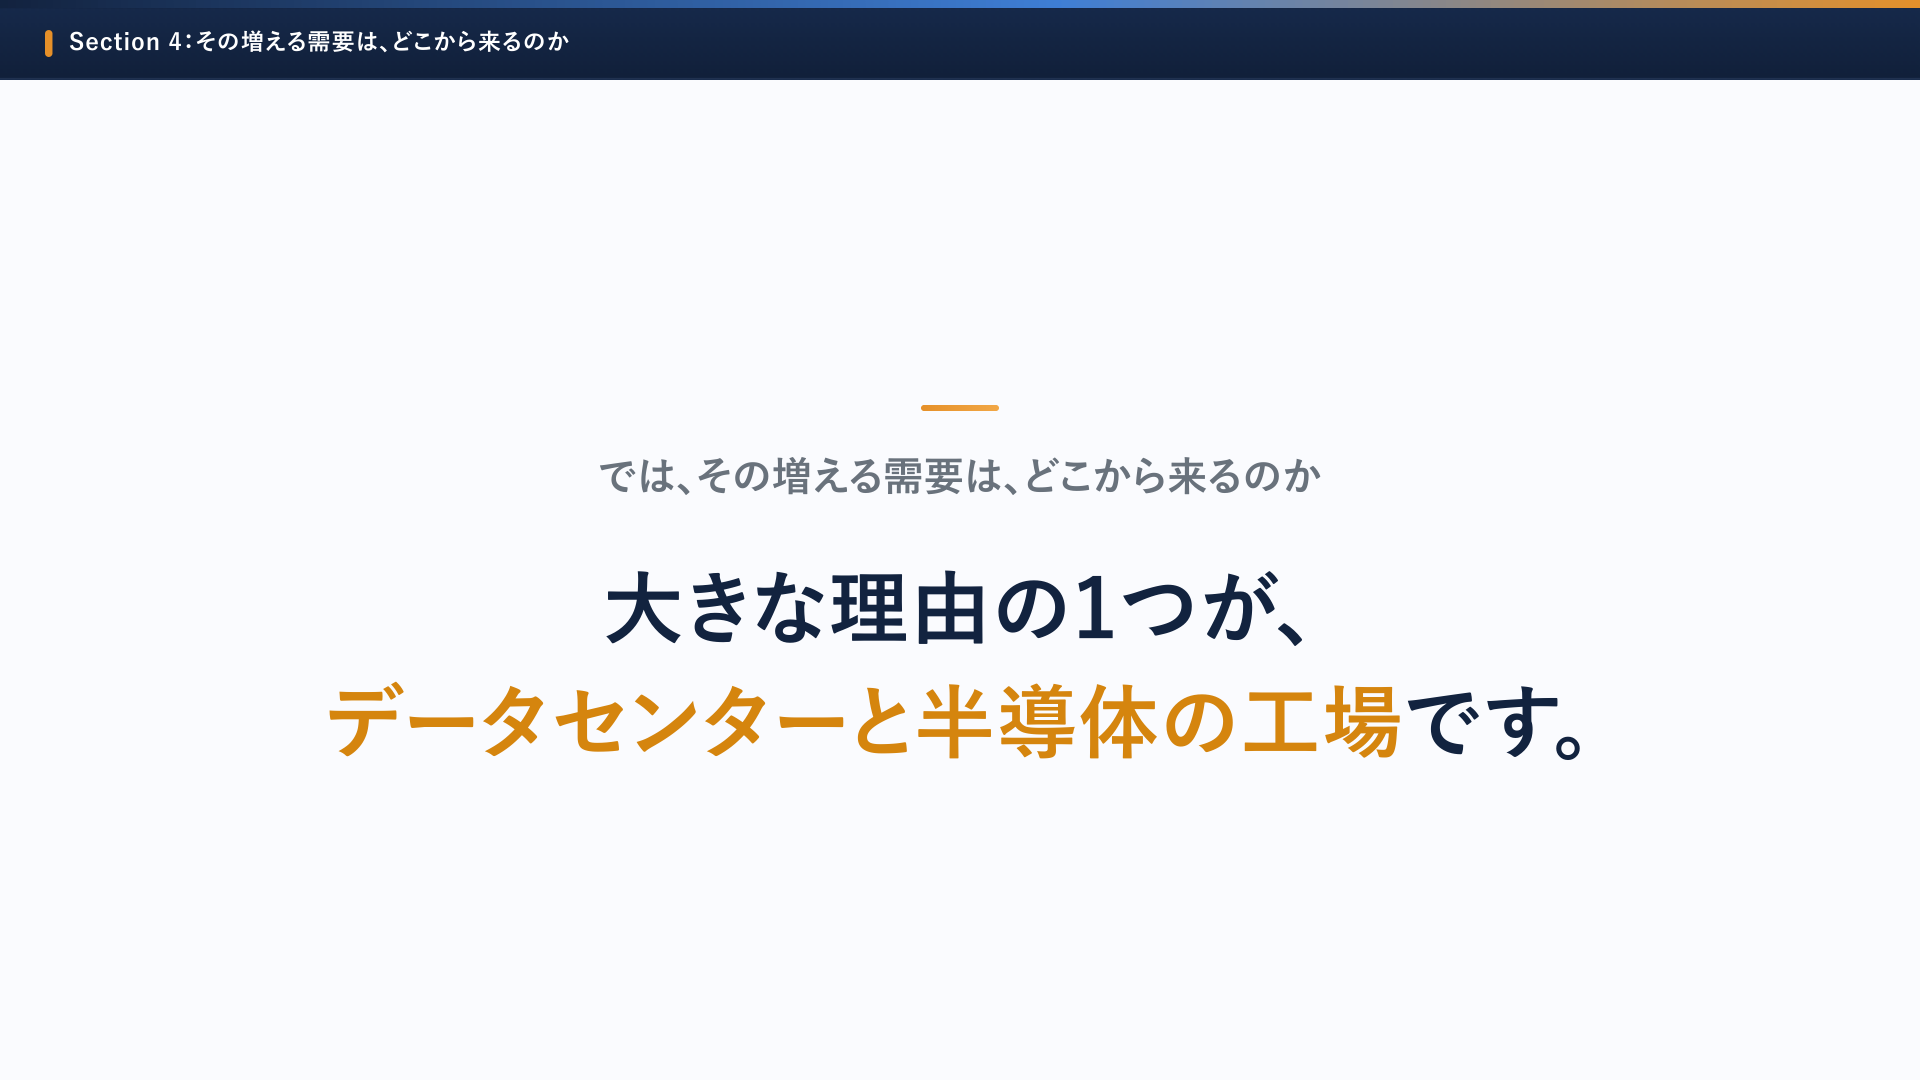 Section 4：その増える需要は、どこから来るのか
では、その増える需要は、どこから来るのか
大きな理由の1つが、
データセンターと半導体の工場です。